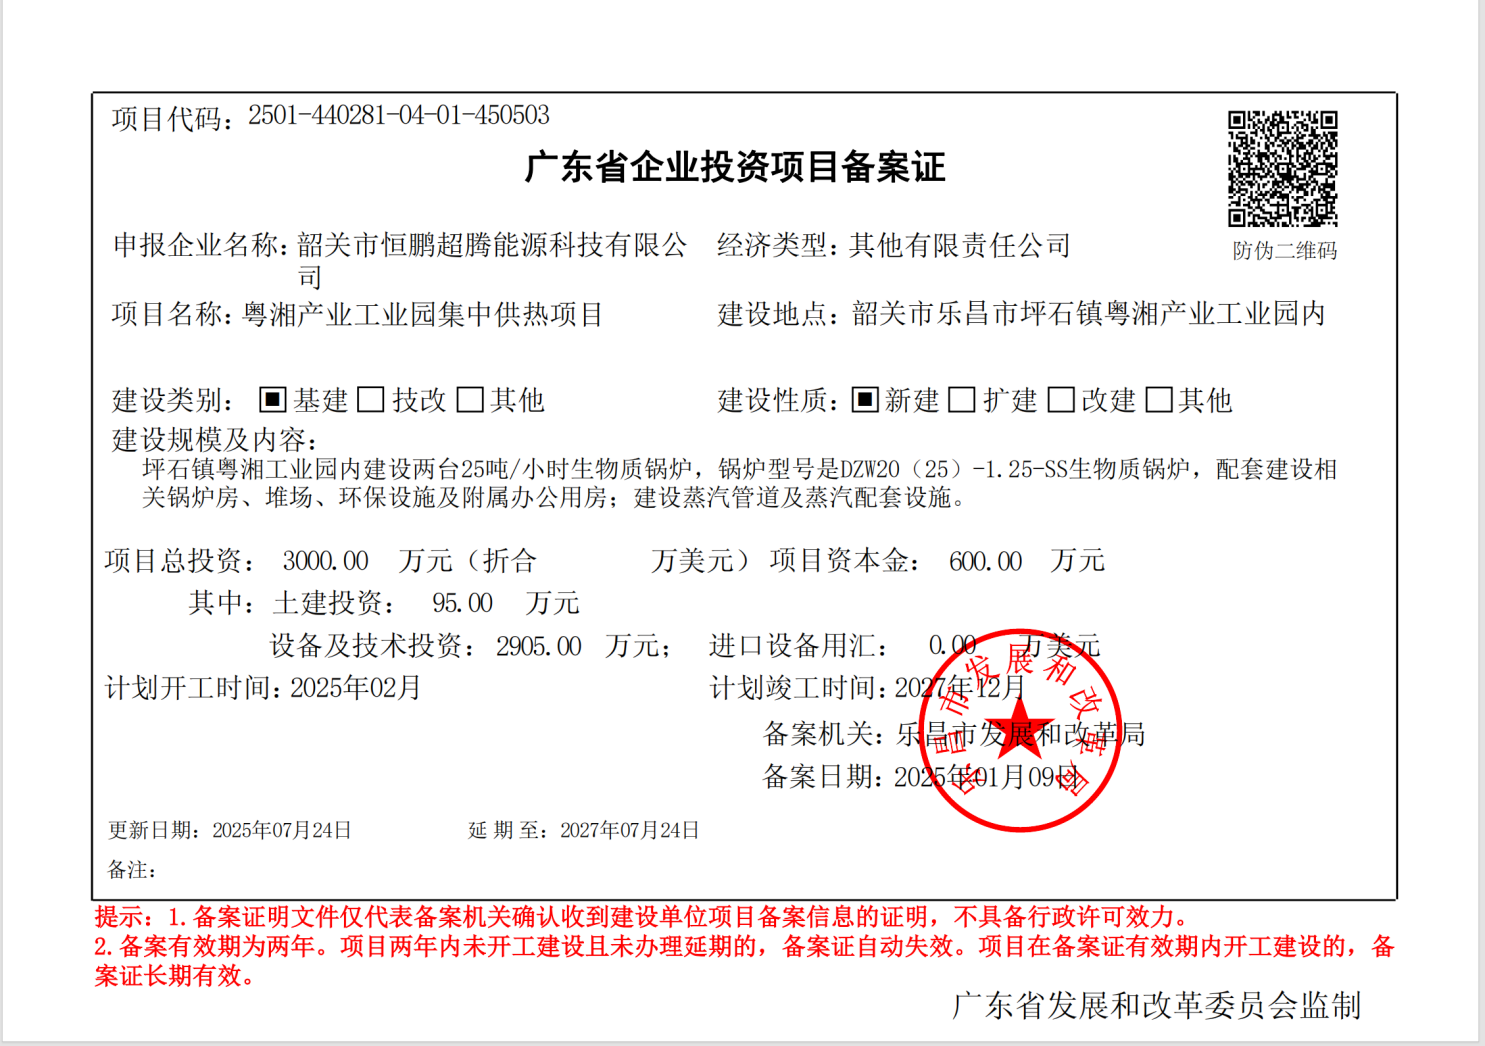 项目代码：2501-440281-04-01-450503
广东省企业投资项目备案证
防伪二维码
申报企业名称：韶关市恒鹏超腾能源科技有限公司 经济类型：其他有限责任公司
项目名称：粤湘产业工业园集中供热项目 建设地点：韶关市乐昌市坪石镇粤湘产业工业园内
建设类别：▣基建□技改□其他 建设性质：▣新建□扩建□改建□其他
建设规模及内容：
坪石镇粤湘工业园内建设两台25吨/小时生物质锅炉，锅炉型号是DZW20（25）-1.25-SS生物质锅炉，配套建设相
关锅炉房、堆场、环保设施及附属办公用房；建设蒸汽管道及蒸汽配套设施。
项目总投资： 3000.00 万元（折合 万美元） 项目资本金： 600.00 万元
其中：土建投资： 95.00 万元
设备及技术投资： 2905.00 万元； 进口设备用汇： 0.00 万美元
计划开工时间：2025年02月 计划竣工时间：2027年12月
备案机关：乐昌市发展和改革局
备案日期：2025年01月09日
乐昌市发展和改革局
更新日期：2025年07月24日 延期至：2027年07月24日
备注：
提示：1.备案证明文件仅代表备案机关确认收到建设单位项目备案信息的证明，不具备行政许可效力。
2.备案有效期为两年。项目两年内未开工建设且未办理延期的，备案证自动失效。项目在备案证有效期内开工建设的，备
案证长期有效。
广东省发展和改革委员会监制